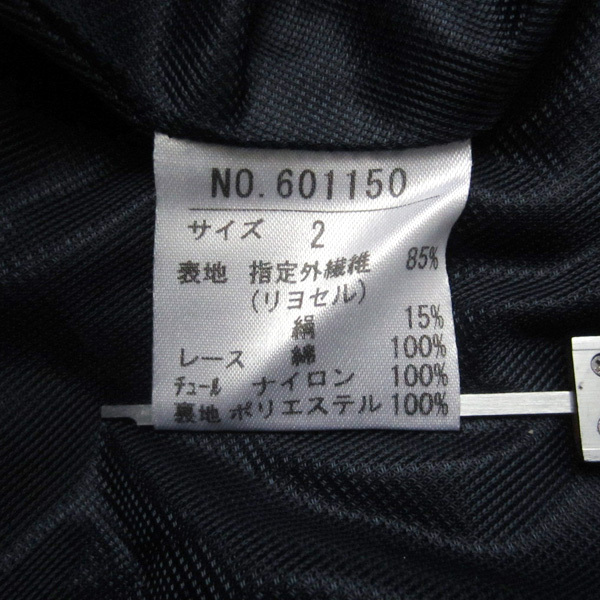 NO.601150
サイズ 2
表地 指定外繊維 85%
(リヨセル)
絹 15%
レース 綿 100%
チュール ナイロン 100%
裏地 ポリエステル 100%